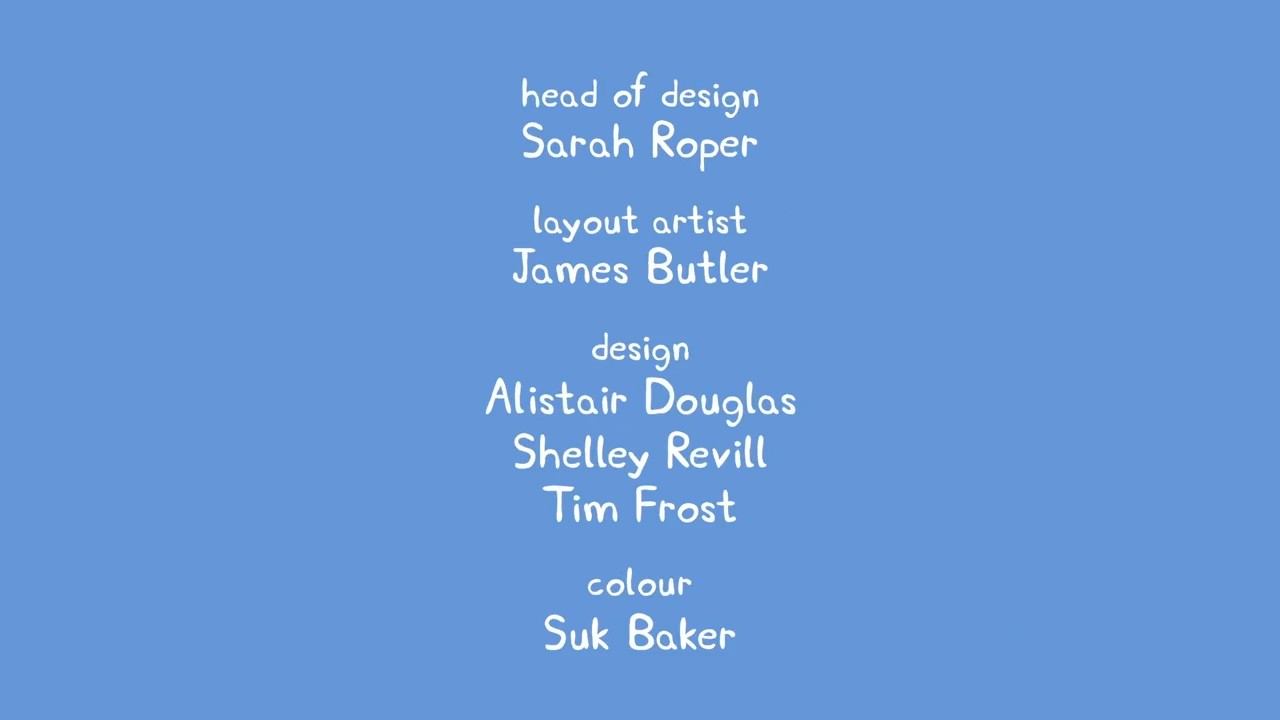 head of design
Sarah Roper
layout artist
James Butler
design
Alistair Douglas
Shelley Revill
Tim Frost
colour
Suk Baker